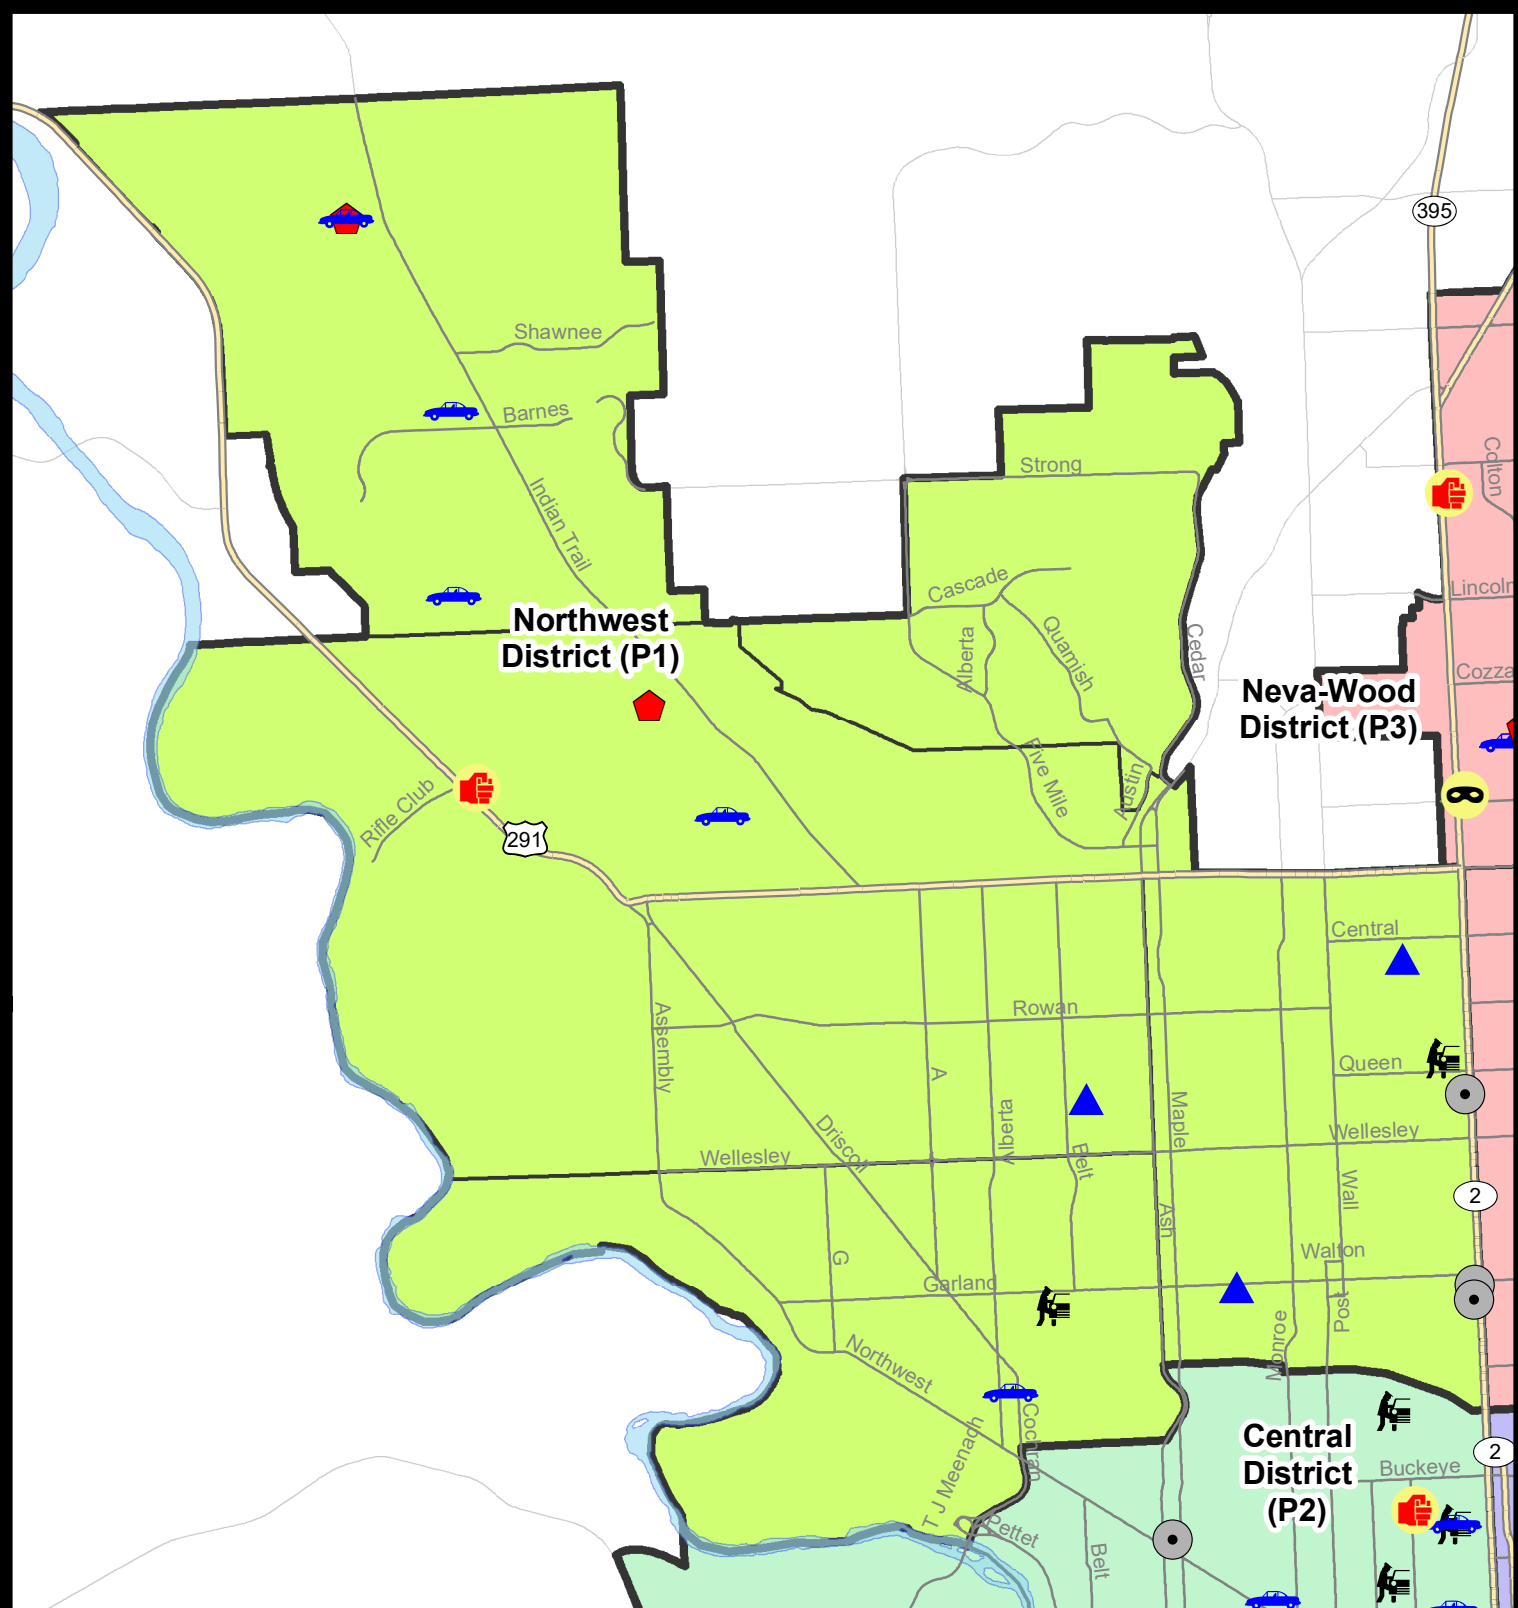 395
Shawnee
Barnes
Colton
Strong
Indian Trail
Cascade
Lincoln
Northwest
District (P1)
Alberta
Quamish
Cedar
Cozza
Neva-Wood
District (P3)
Five Mile
Austin
Rifle Club
291
Central
Rowan
Assembly
Queen
A
Alberta
Maple
Driscoll
Wellesley
Wellesley
Belt
Wall
2
Ash
G
Walton
Garland
Post
Monroe
Northwest
Cochran
Central
District
(P2)
2
Buckeye
T J Meenach
Pettet
Belt